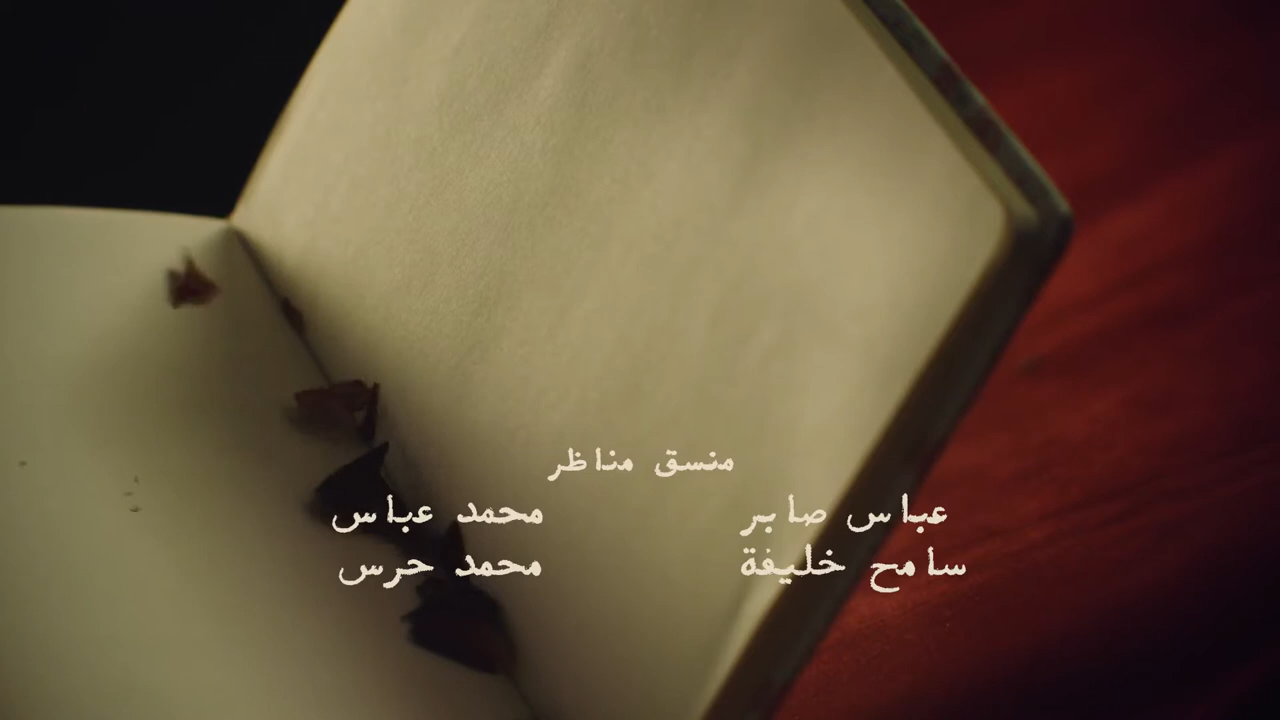 منسق مناظر
عباس صابر محمد عباس
سامح خليفة محمد حرس